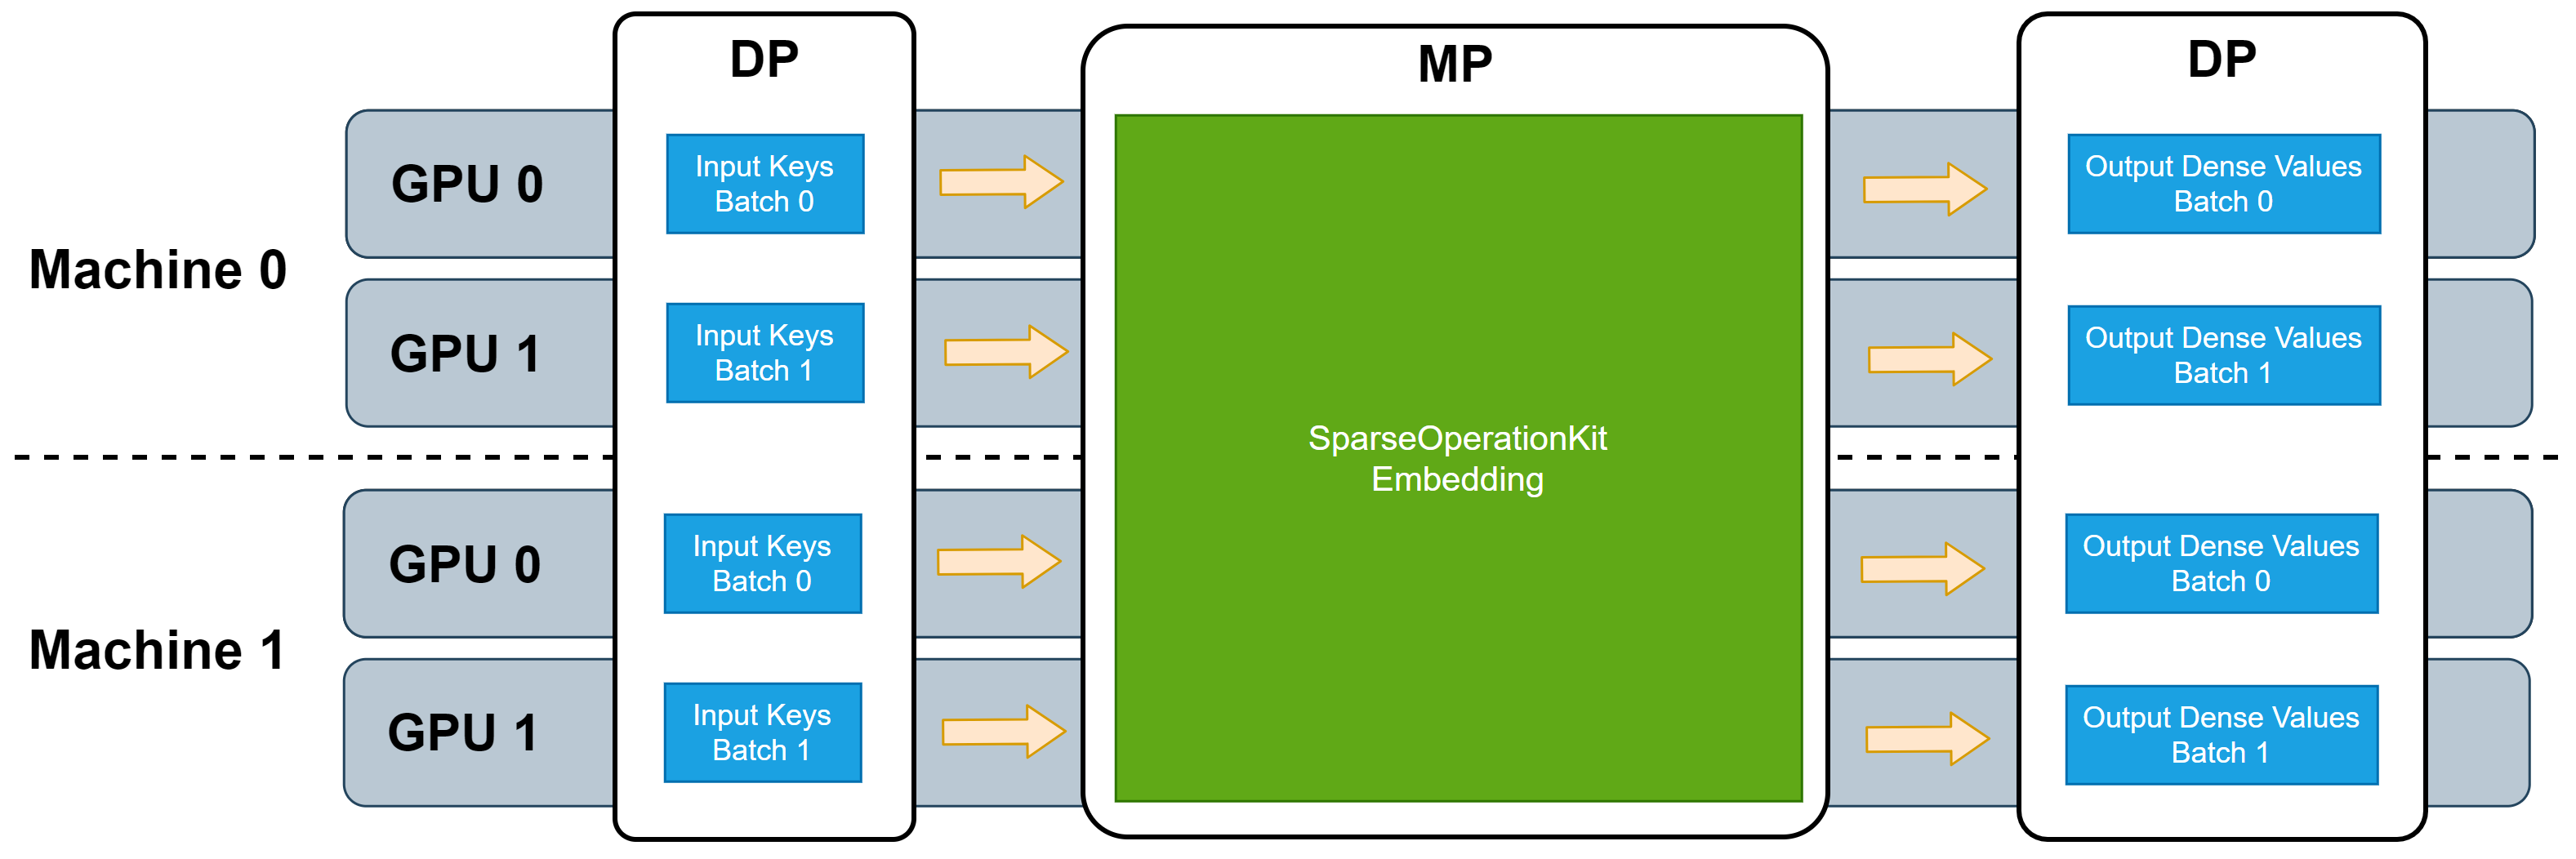 DP
MP
DP
Machine 0
GPU 0
Input Keys
Batch 0
Output Dense Values
Batch 0
GPU 1
Input Keys
Batch 1
Output Dense Values
Batch 1
SparseOperationKit
Embedding
Machine 1
GPU 0
Input Keys
Batch 0
Output Dense Values
Batch 0
GPU 1
Input Keys
Batch 1
Output Dense Values
Batch 1